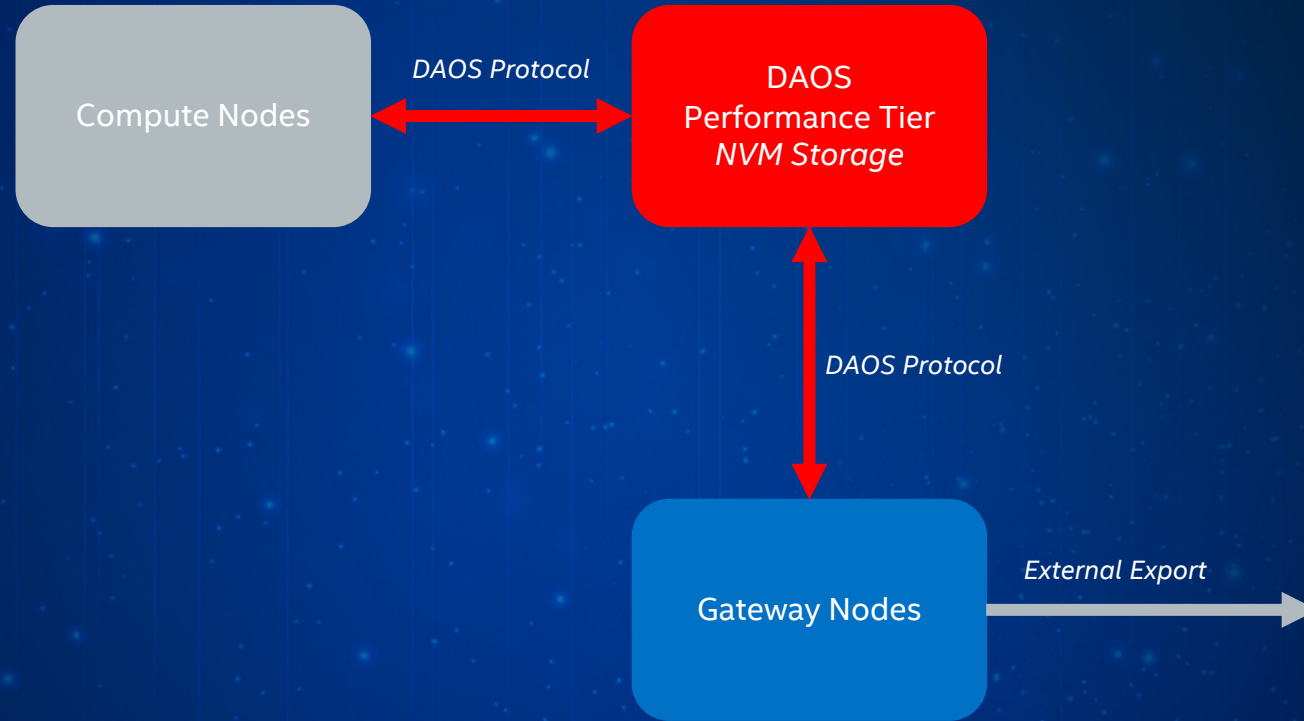 DAOS Protocol
Compute Nodes
DAOS
Performance Tier
NVM Storage
DAOS Protocol
External Export
Gateway Nodes